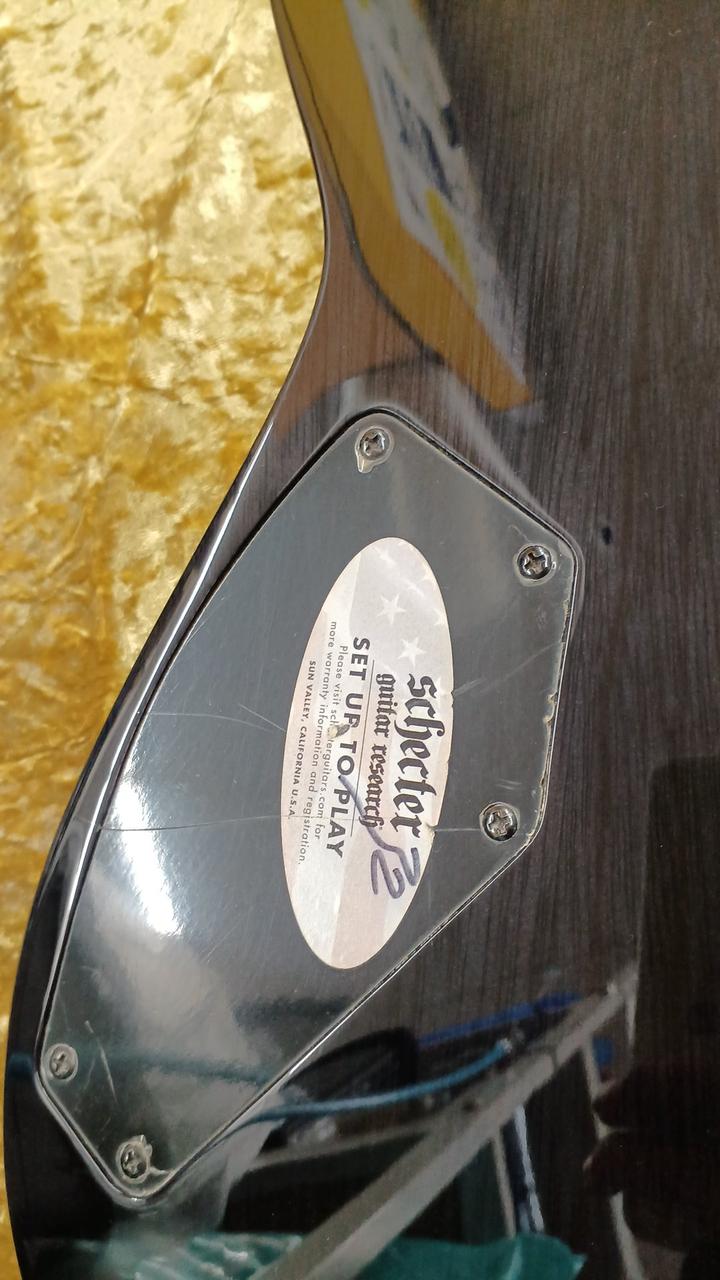 schecter
guitar research
SET UP TO PLAY
Please visit schecterguitars.com for
more warranty information and registration.
SUN VALLEY, CALIFORNIA U.S.A.